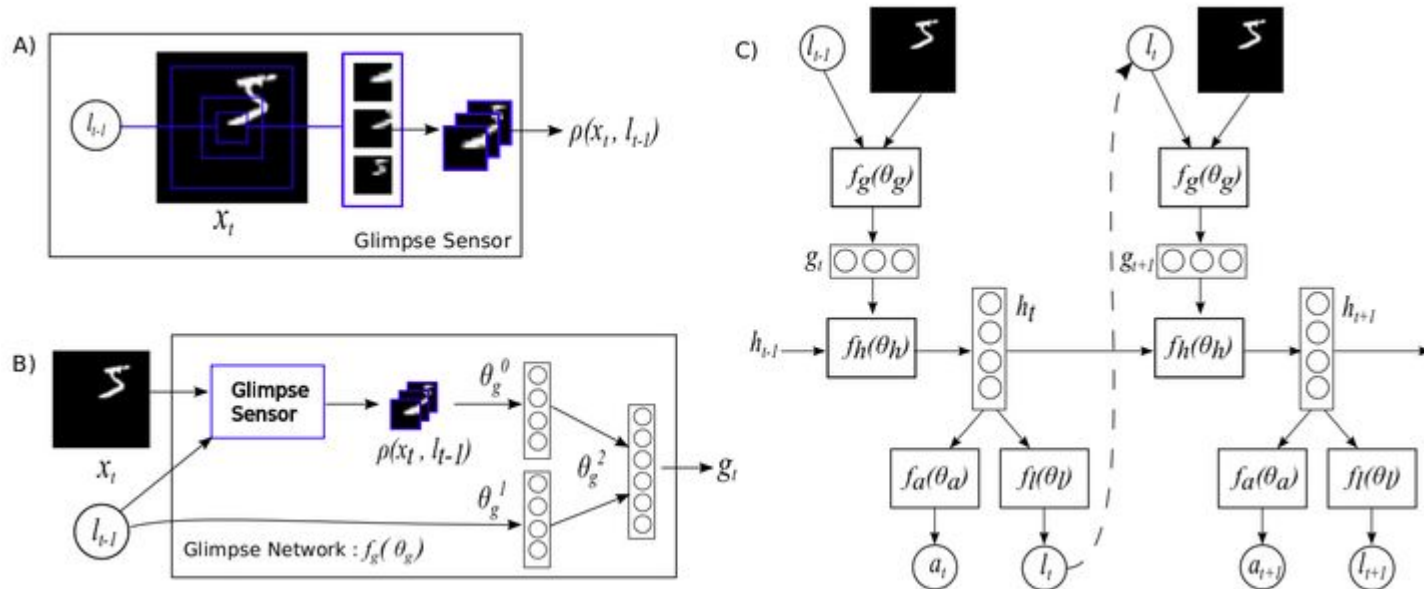 A)
l_{t-1}
x_t
ρ(x_t, l_{t-1})
Glimpse Sensor
B)
x_t
l_{t-1}
Glimpse
Sensor
ρ(x_t, l_{t-1})
θ_g^0
θ_g^1
θ_g^2
g_t
Glimpse Network : f_g(θ_g)
C)
l_{t-1}
l_t
f_g(θ_g)
f_g(θ_g)
g_t
g_{t+1}
h_{t-1}
f_h(θ_h)
h_t
f_h(θ_h)
h_{t+1}
f_a(θ_a)
f_l(θ_l)
f_a(θ_a)
f_l(θ_l)
a_t
l_t
a_{t+1}
l_{t+1}